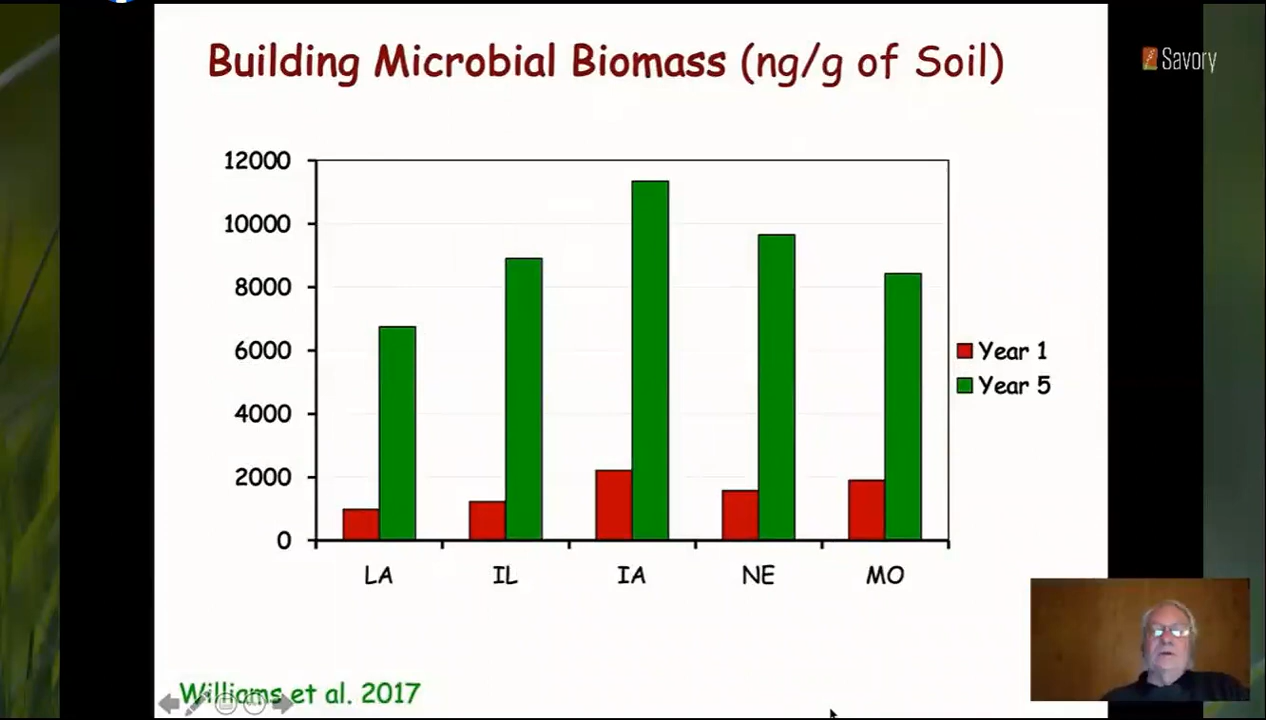 Building Microbial Biomass (ng/g of Soil)
Savory
12000
10000
8000
6000
4000
2000
0
LA IL IA NE MO
Year 1
Year 5
Williams et al. 2017